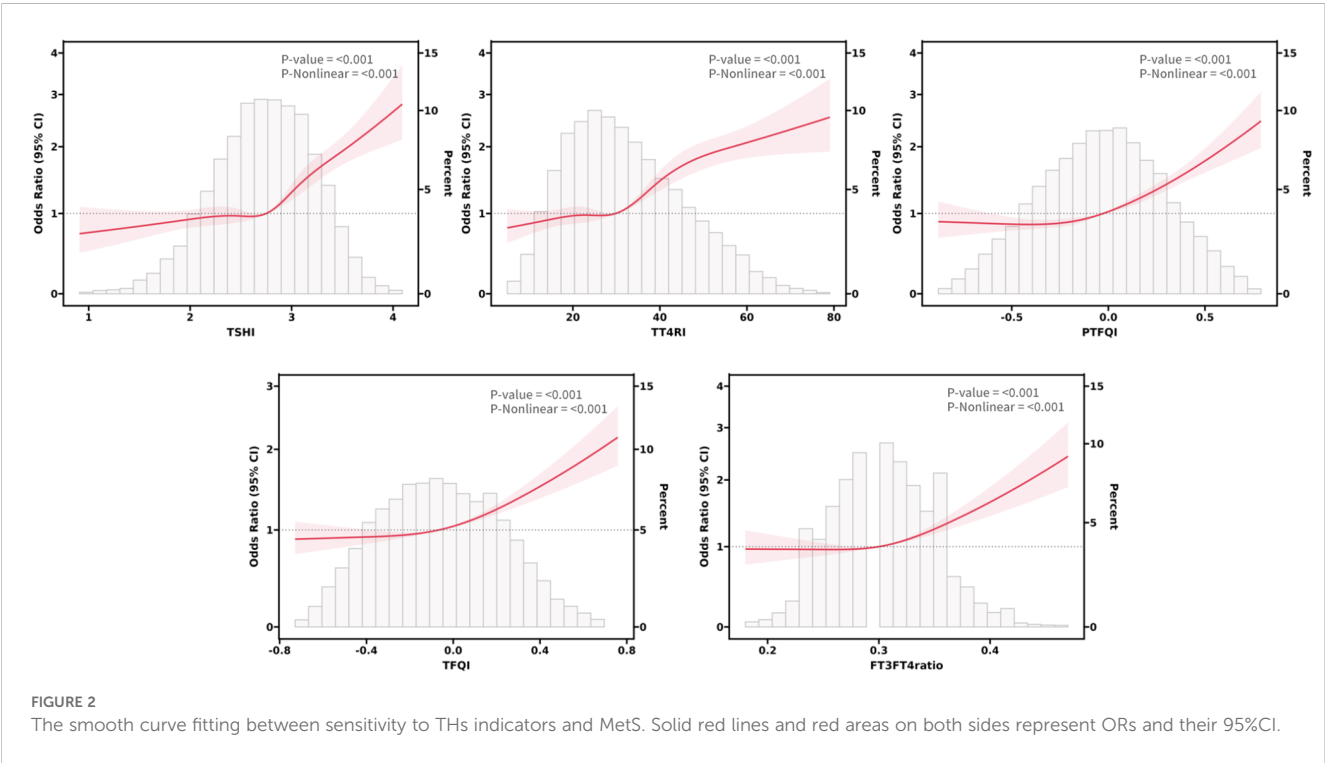 P-value = <0.001
P-Nonlinear = <0.001
4
3
2
1
0
15
10
5
0
Odds Ratio (95% CI)
Percent
1
2
3
4
TSHI
P-value = <0.001
P-Nonlinear = <0.001
4
3
2
1
0
15
10
5
0
Odds Ratio (95% CI)
Percent
20
40
60
80
TT4RI
P-value = <0.001
P-Nonlinear = <0.001
4
3
2
1
0
15
10
5
0
Odds Ratio (95% CI)
Percent
-0.5
0.0
0.5
PTFQI
P-value = <0.001
P-Nonlinear = <0.001
3
2
1
0
15
10
5
0
Odds Ratio (95% CI)
Percent
-0.8
-0.4
0.0
0.4
0.8
TFQI
P-value = <0.001
P-Nonlinear = <0.001
4
3
2
1
0
15
10
5
0
Odds Ratio (95% CI)
Percent
0.2
0.3
0.4
FT3FT4ratio
FIGURE 2
The smooth curve fitting between sensitivity to THs indicators and MetS. Solid red lines and red areas on both sides represent ORs and their 95%CI.